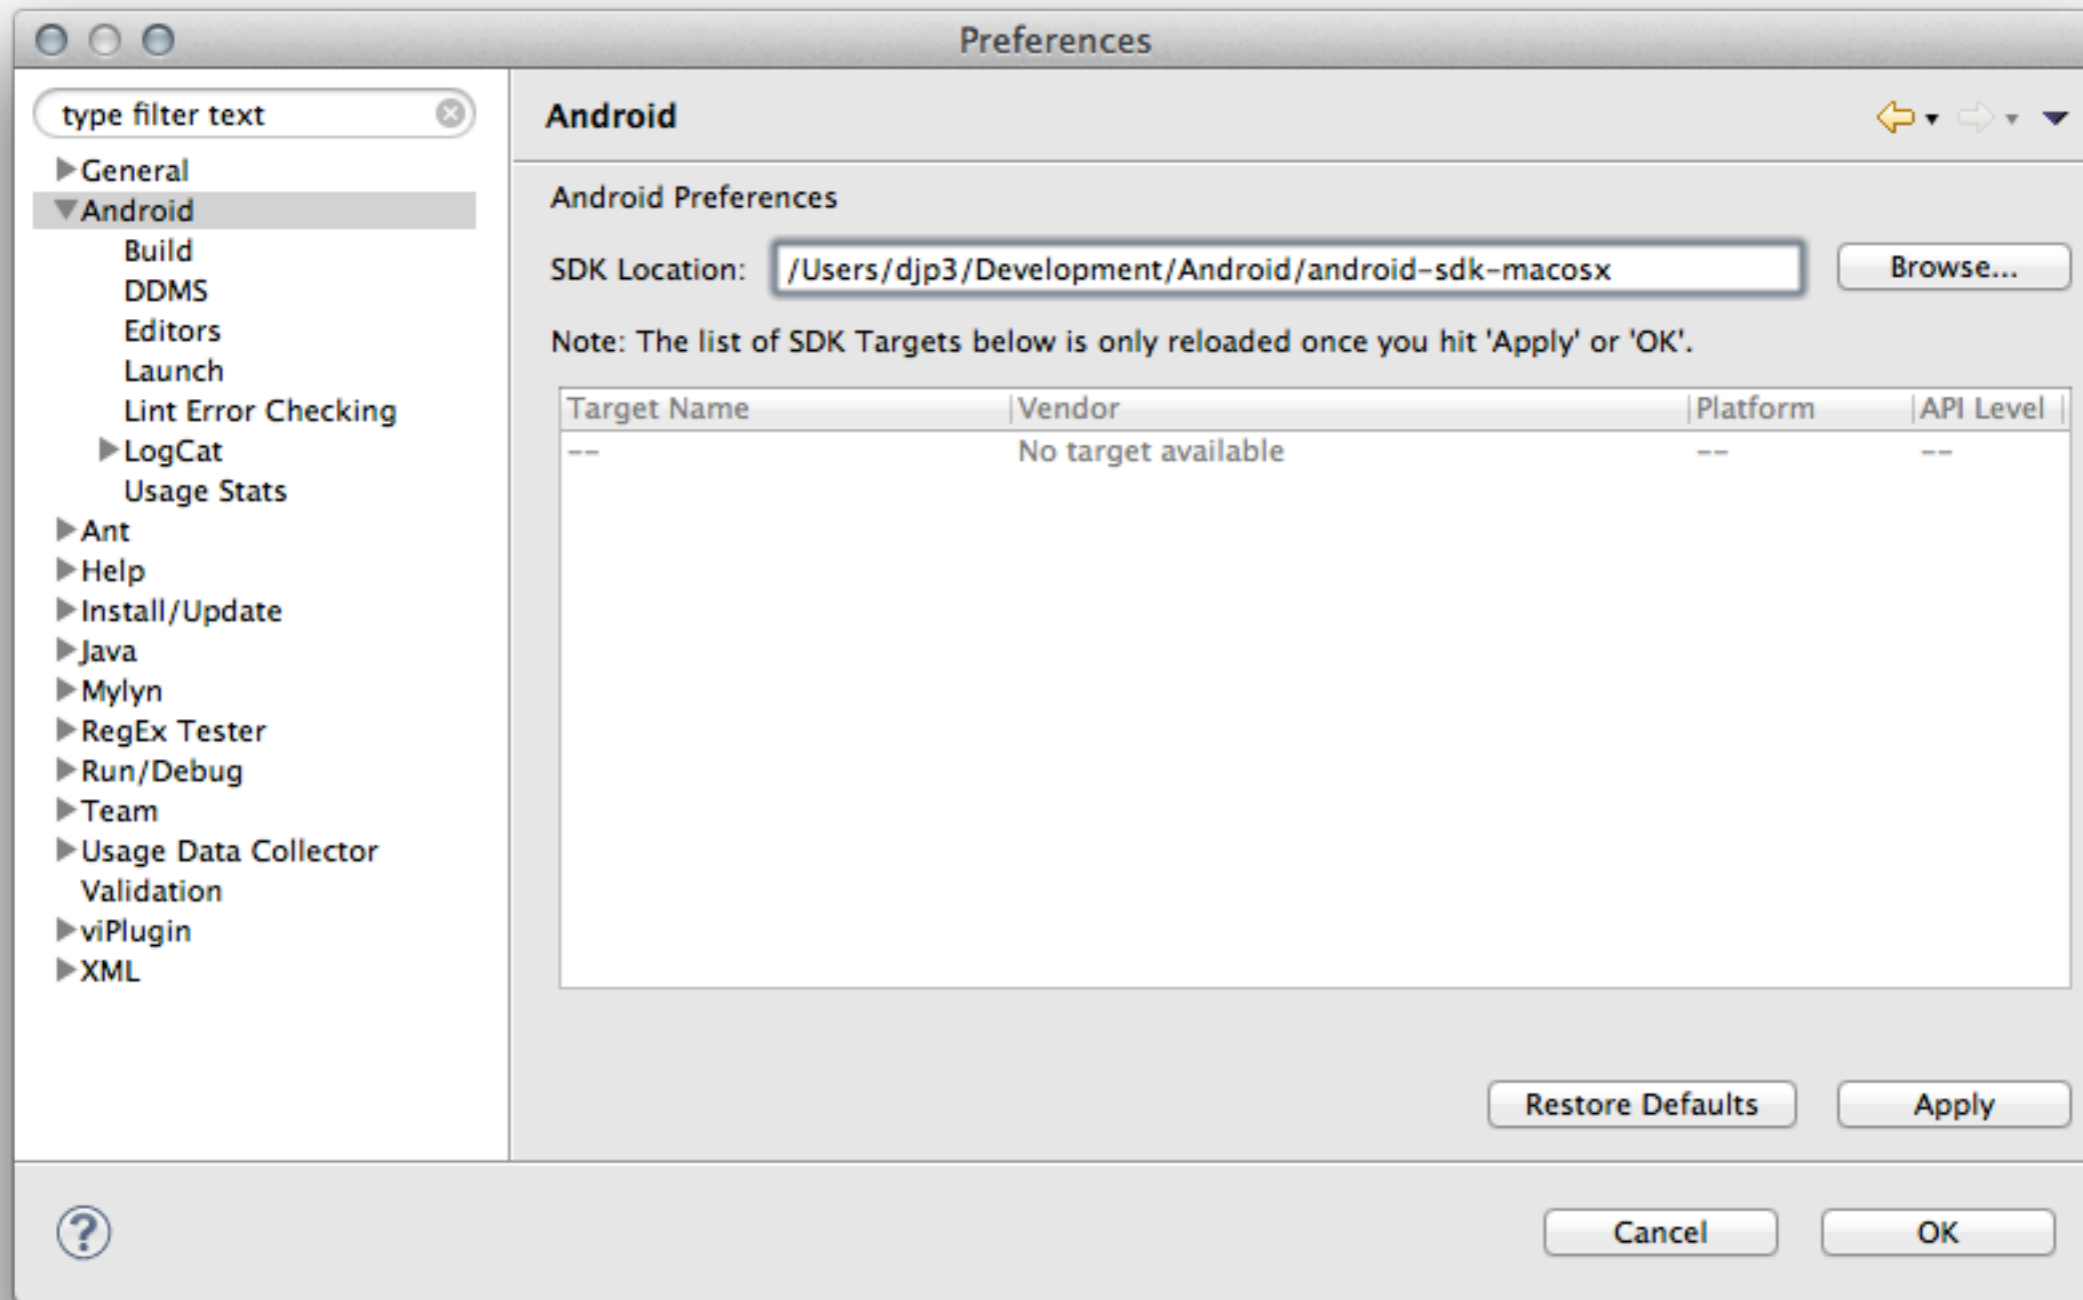 Preferences
type filter text
General
Android
Build
DDMS
Editors
Launch
Lint Error Checking
LogCat
Usage Stats
Ant
Help
Install/Update
Java
Mylyn
RegEx Tester
Run/Debug
Team
Usage Data Collector
Validation
viPlugin
XML
Android
Android Preferences
SDK Location: /Users/djp3/Development/Android/android-sdk-macosx Browse...
Note: The list of SDK Targets below is only reloaded once you hit 'Apply' or 'OK'.
Target Name Vendor Platform API Level
-- No target available -- --
Restore Defaults Apply
? Cancel OK